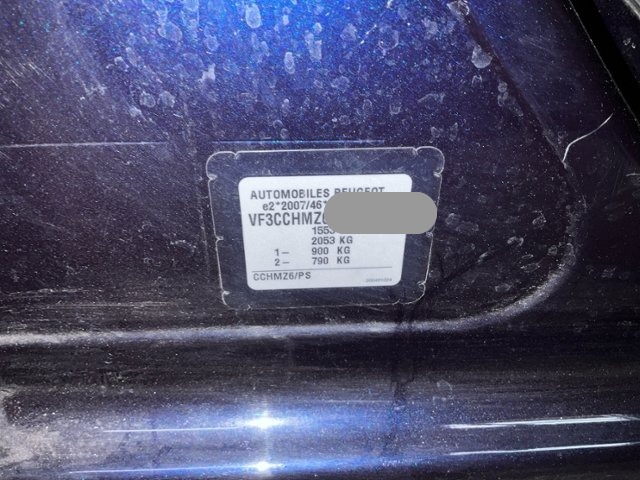 AUTOMOBILES PEUGEOT
e2*2007/46*
VF3CCHMZ6
1553
2053 KG
1– 900 KG
2– 790 KG
CCHMZ6/PS